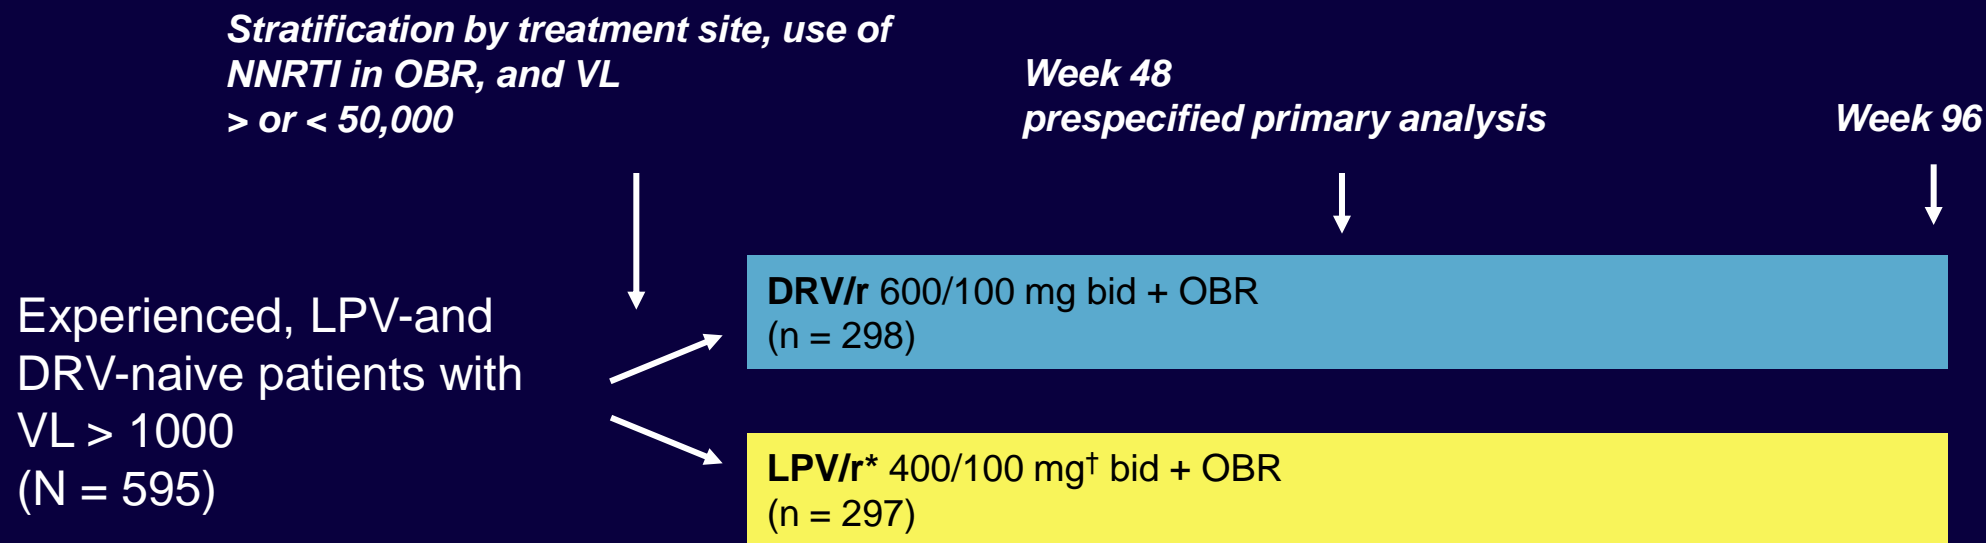 Stratification by treatment site, use of
NNRTI in OBR, and VL
> or < 50,000
Week 48
prespecified primary analysis
Week 96
Experienced, LPV-and
DRV-naive patients with
VL > 1000
(N = 595)
DRV/r 600/100 mg bid + OBR
(n = 298)
LPV/r* 400/100 mg† bid + OBR
(n = 297)